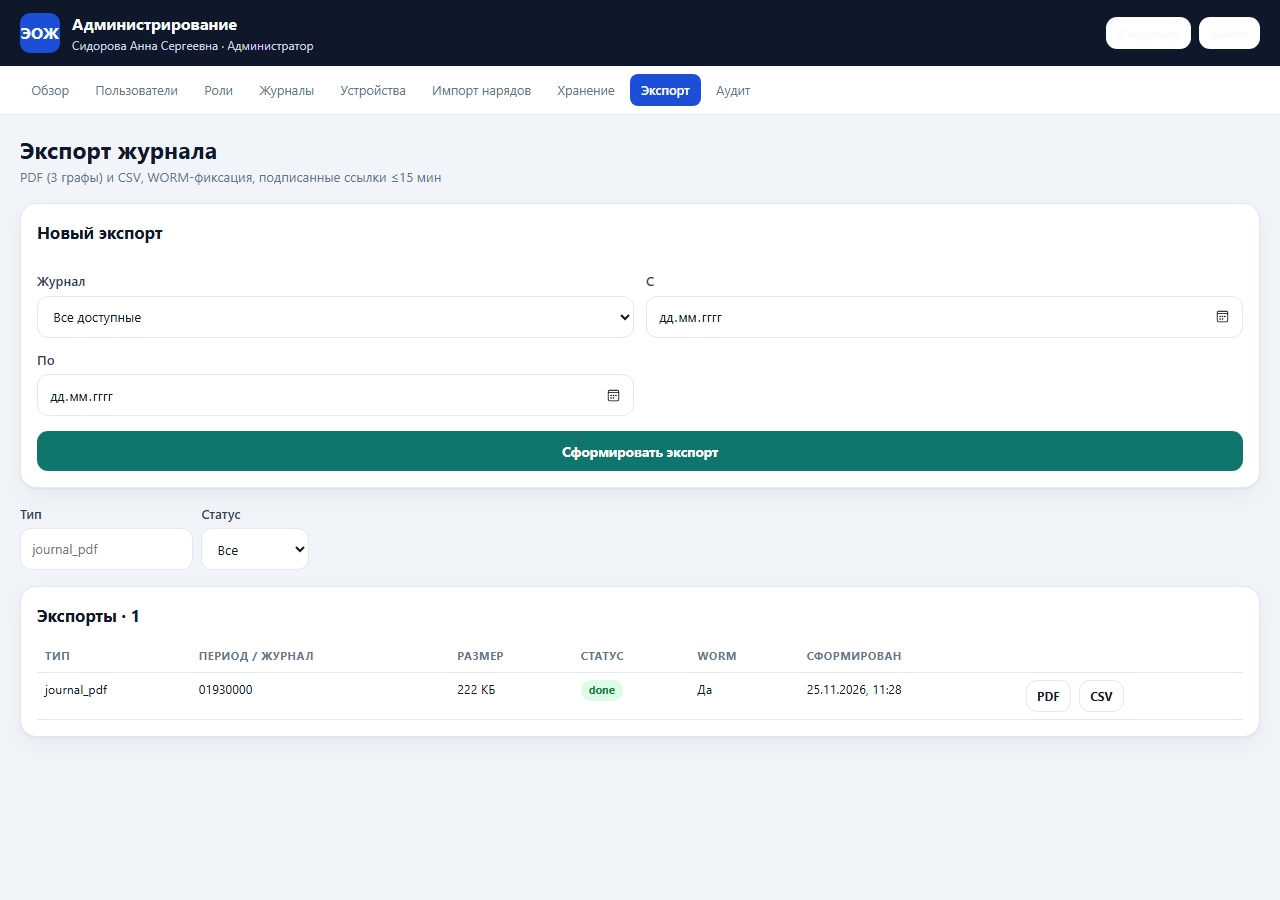 ЭОЖ
Администрирование
Сидорова Анна Сергеевна · Администратор
Обзор Пользователи Роли Журналы Устройства Импорт нарядов Хранение Экспорт Аудит
Экспорт журнала
PDF (3 графы) и CSV, WORM-фиксация, подписанные ссылки ≤15 мин
Новый экспорт
Журнал С
Все доступные дд.мм.гггг
По
дд.мм.гггг
Сформировать экспорт
Тип Статус
journal_pdf Все
Экспорты · 1
ТИП ПЕРИОД / ЖУРНАЛ РАЗМЕР СТАТУС WORM СФОРМИРОВАН
journal_pdf 01930000 222 КБ done Да 25.11.2026, 11:28 PDF CSV